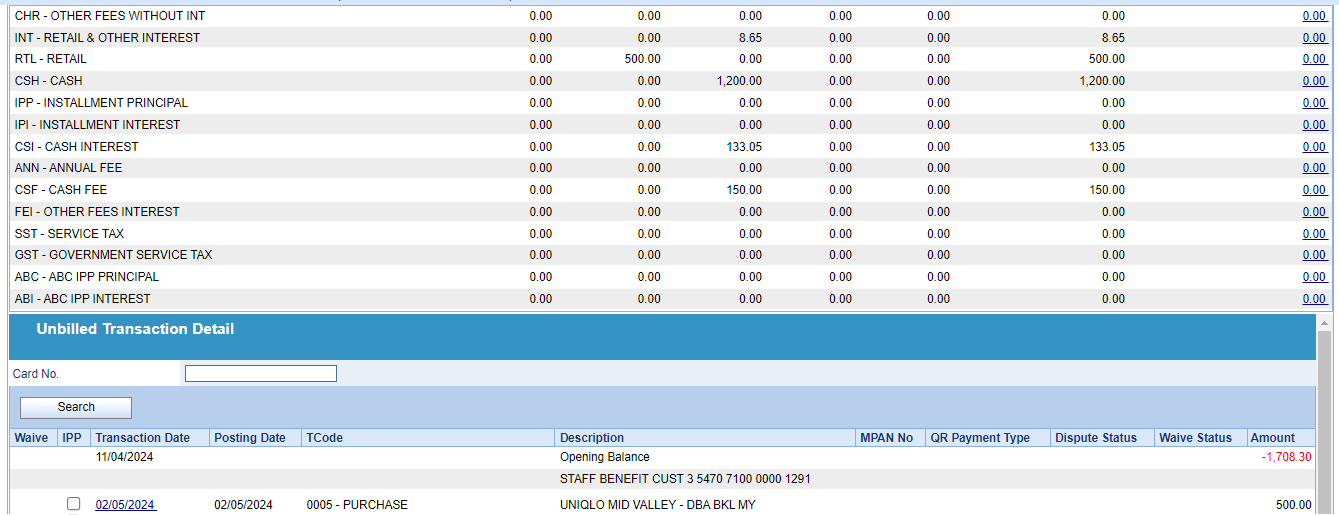 CHR - OTHER FEES WITHOUT INT 0.00 0.00 0.00 0.00 0.00 0.00 0.00
INT - RETAIL & OTHER INTEREST 0.00 0.00 8.65 0.00 0.00 8.65 0.00
RTL - RETAIL 0.00 500.00 0.00 0.00 0.00 500.00 0.00
CSH - CASH 0.00 0.00 1,200.00 0.00 0.00 1,200.00 0.00
IPP - INSTALLMENT PRINCIPAL 0.00 0.00 0.00 0.00 0.00 0.00 0.00
IPI - INSTALLMENT INTEREST 0.00 0.00 0.00 0.00 0.00 0.00 0.00
CSI - CASH INTEREST 0.00 0.00 133.05 0.00 0.00 133.05 0.00
ANN - ANNUAL FEE 0.00 0.00 0.00 0.00 0.00 0.00 0.00
CSF - CASH FEE 0.00 0.00 150.00 0.00 0.00 150.00 0.00
FEI - OTHER FEES INTEREST 0.00 0.00 0.00 0.00 0.00 0.00 0.00
SST - SERVICE TAX 0.00 0.00 0.00 0.00 0.00 0.00 0.00
GST - GOVERNMENT SERVICE TAX 0.00 0.00 0.00 0.00 0.00 0.00 0.00
ABC - ABC IPP PRINCIPAL 0.00 0.00 0.00 0.00 0.00 0.00 0.00
ABI - ABC IPP INTEREST 0.00 0.00 0.00 0.00 0.00 0.00 0.00
Unbilled Transaction Detail
Card No.
Search
Waive IPP Transaction Date Posting Date TCode Description MPAN No QR Payment Type Dispute Status Waive Status Amount
11/04/2024 Opening Balance -1,708.30
STAFF BENEFIT CUST 3 5470 7100 0000 1291
02/05/2024 02/05/2024 0005 - PURCHASE UNIQLO MID VALLEY - DBA BKL MY 500.00